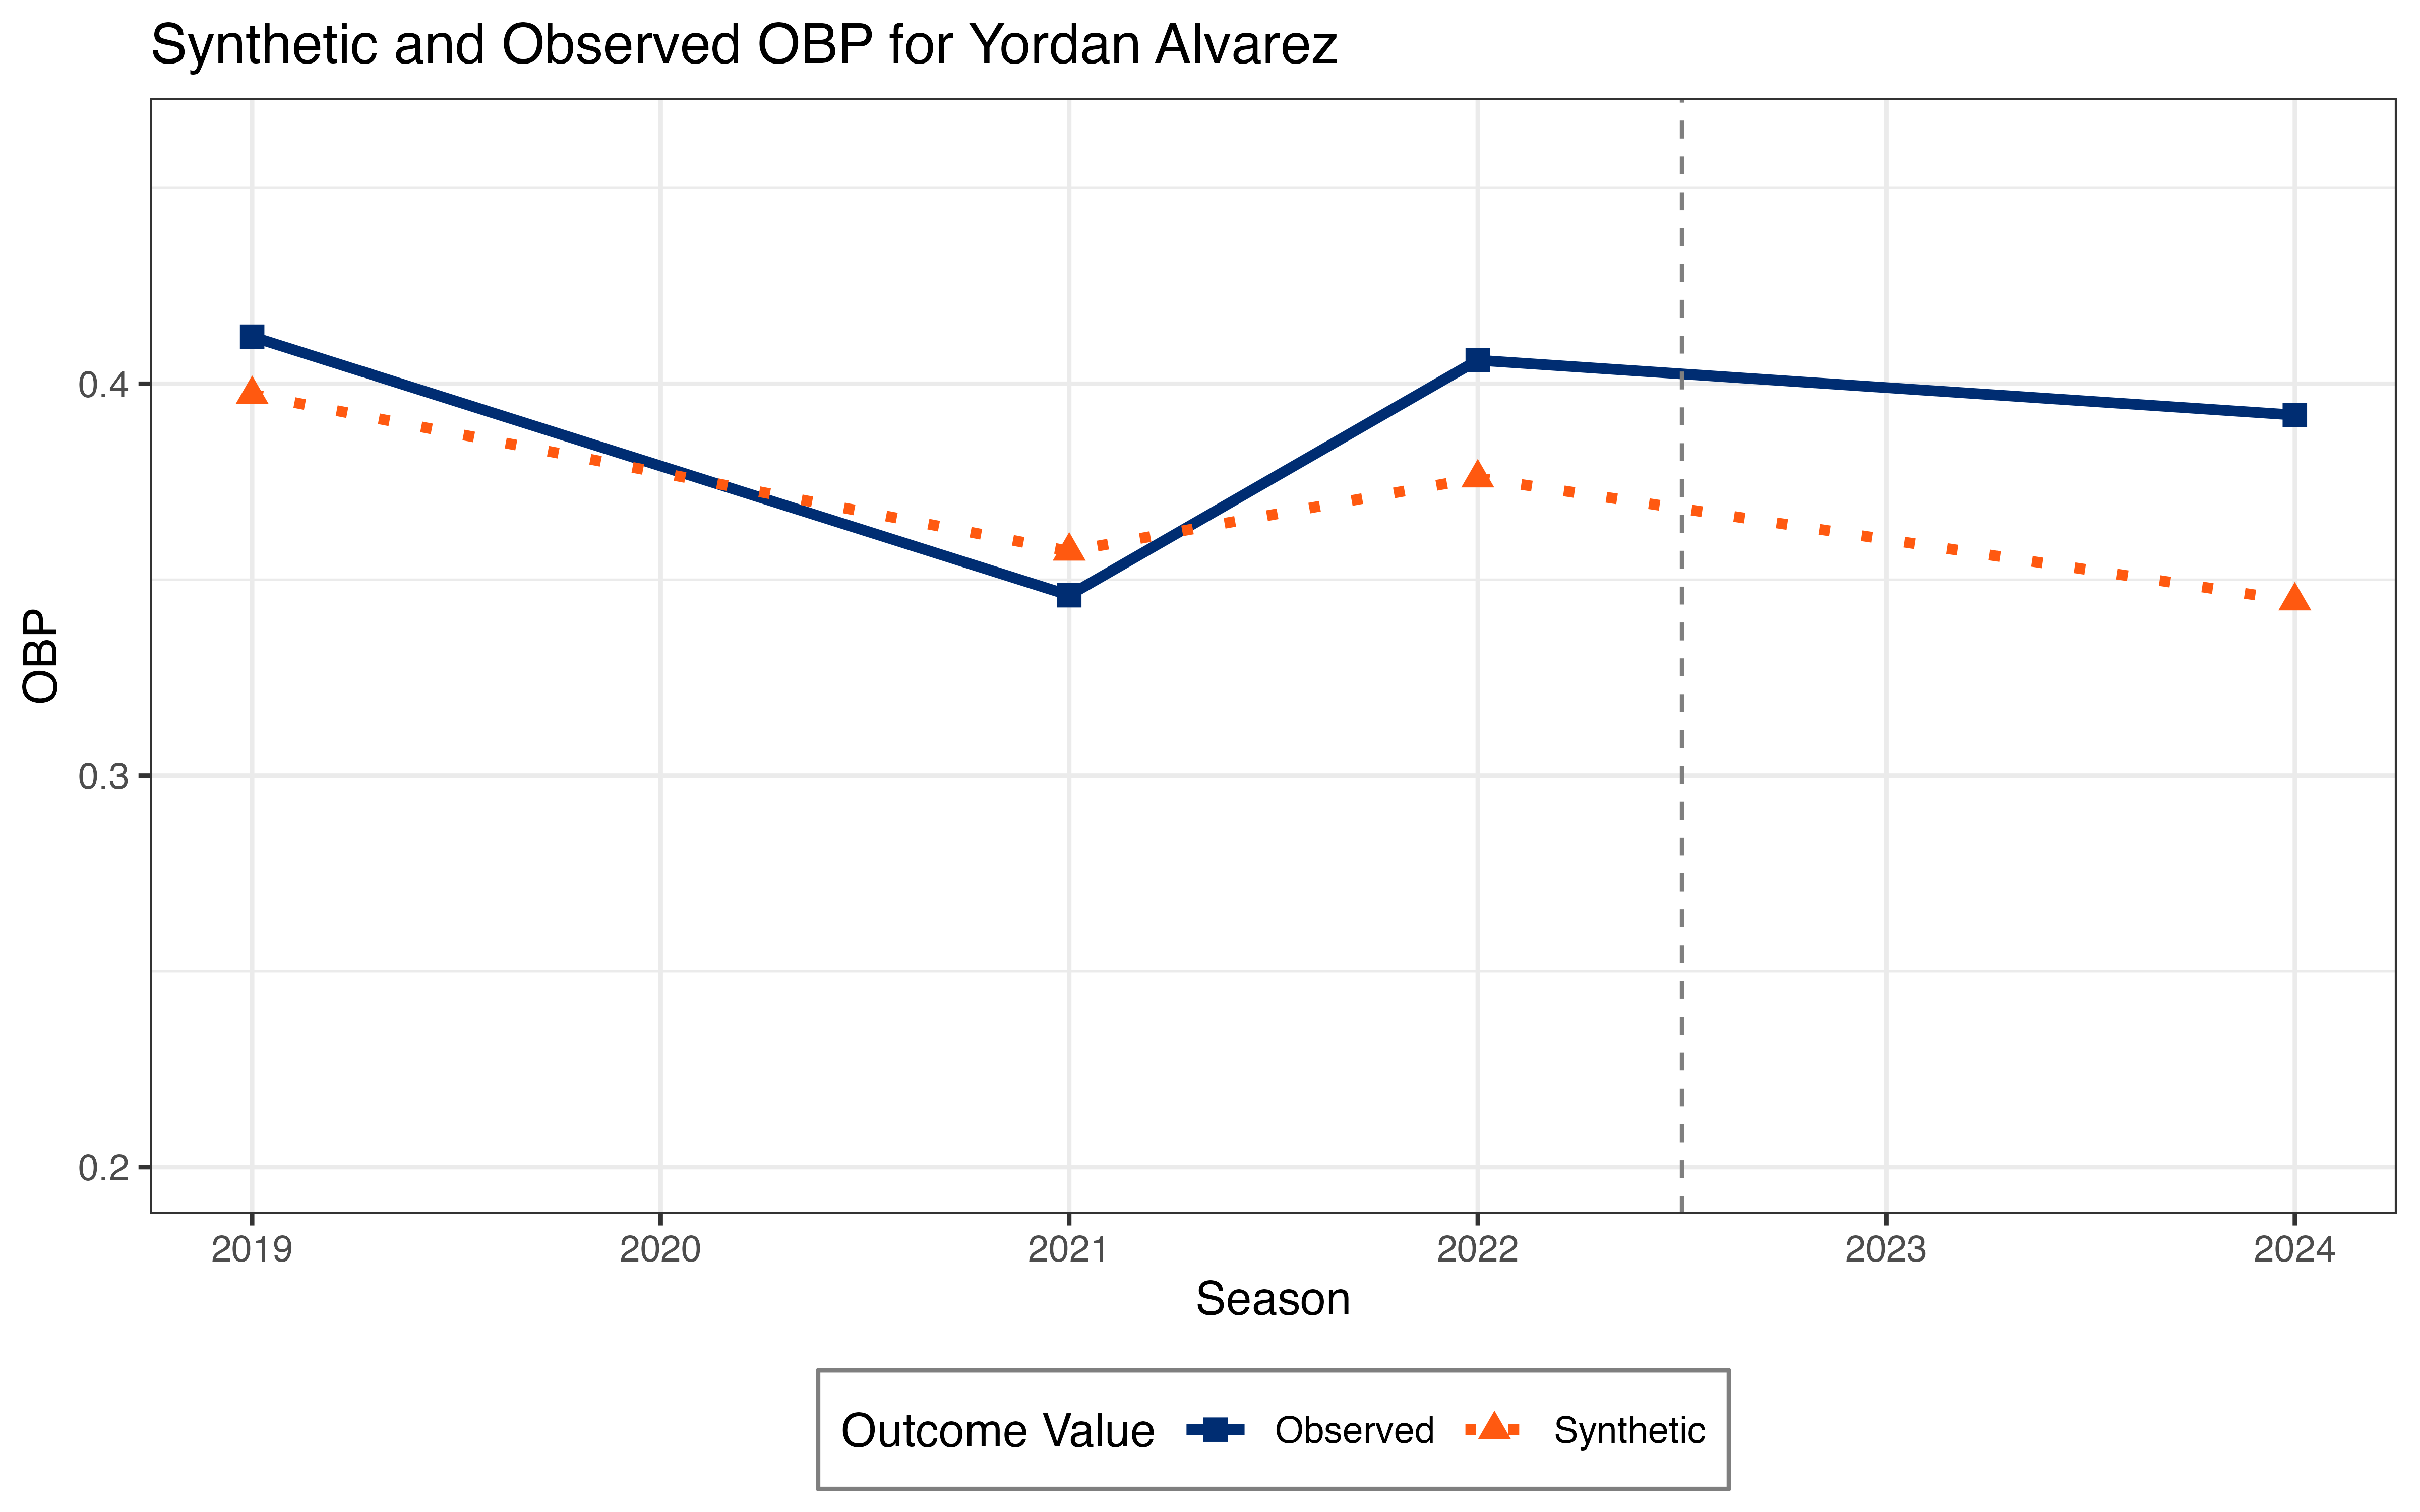 Synthetic and Observed OBP for Yordan Alvarez
OBP
0.4
0.3
0.2
2019 2020 2021 2022 2023 2024
Season
Outcome Value Observed Synthetic